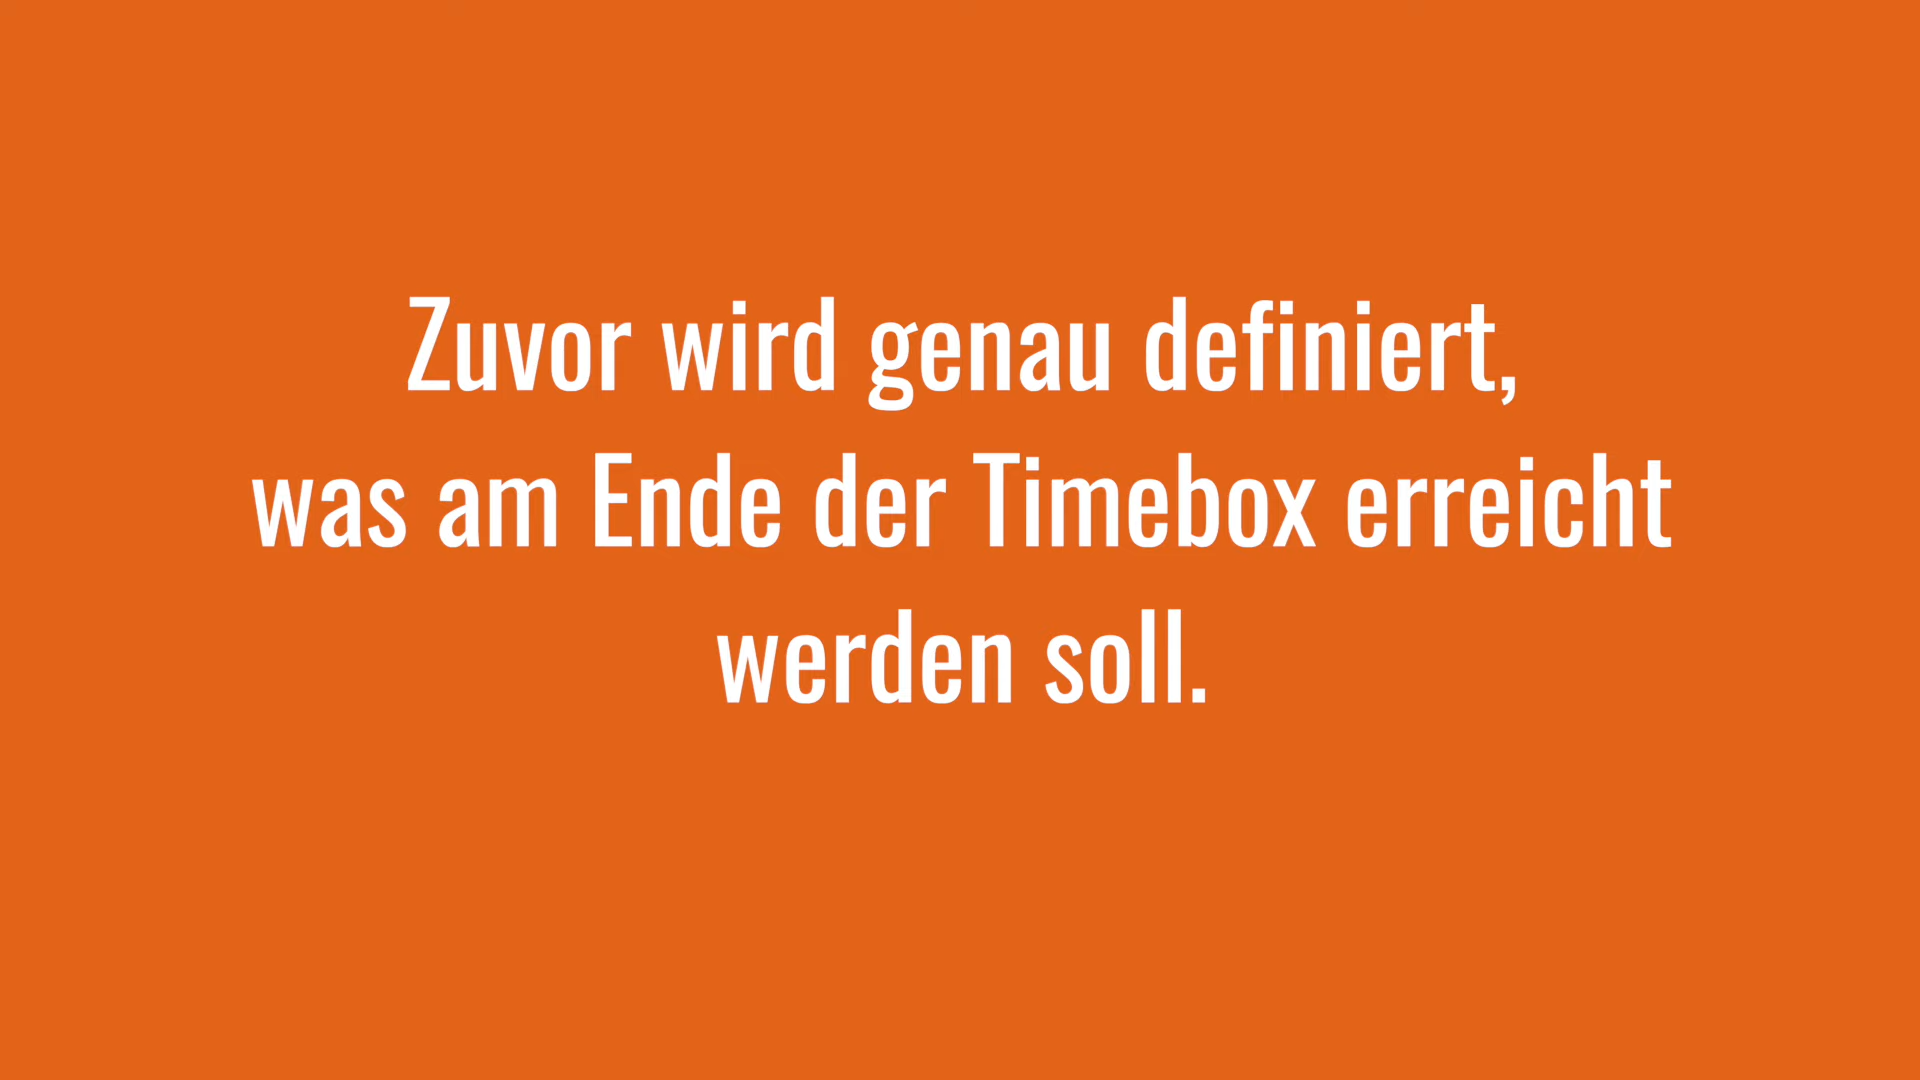 Zuvor wird genau definiert,
was am Ende der Timebox erreicht
werden soll.